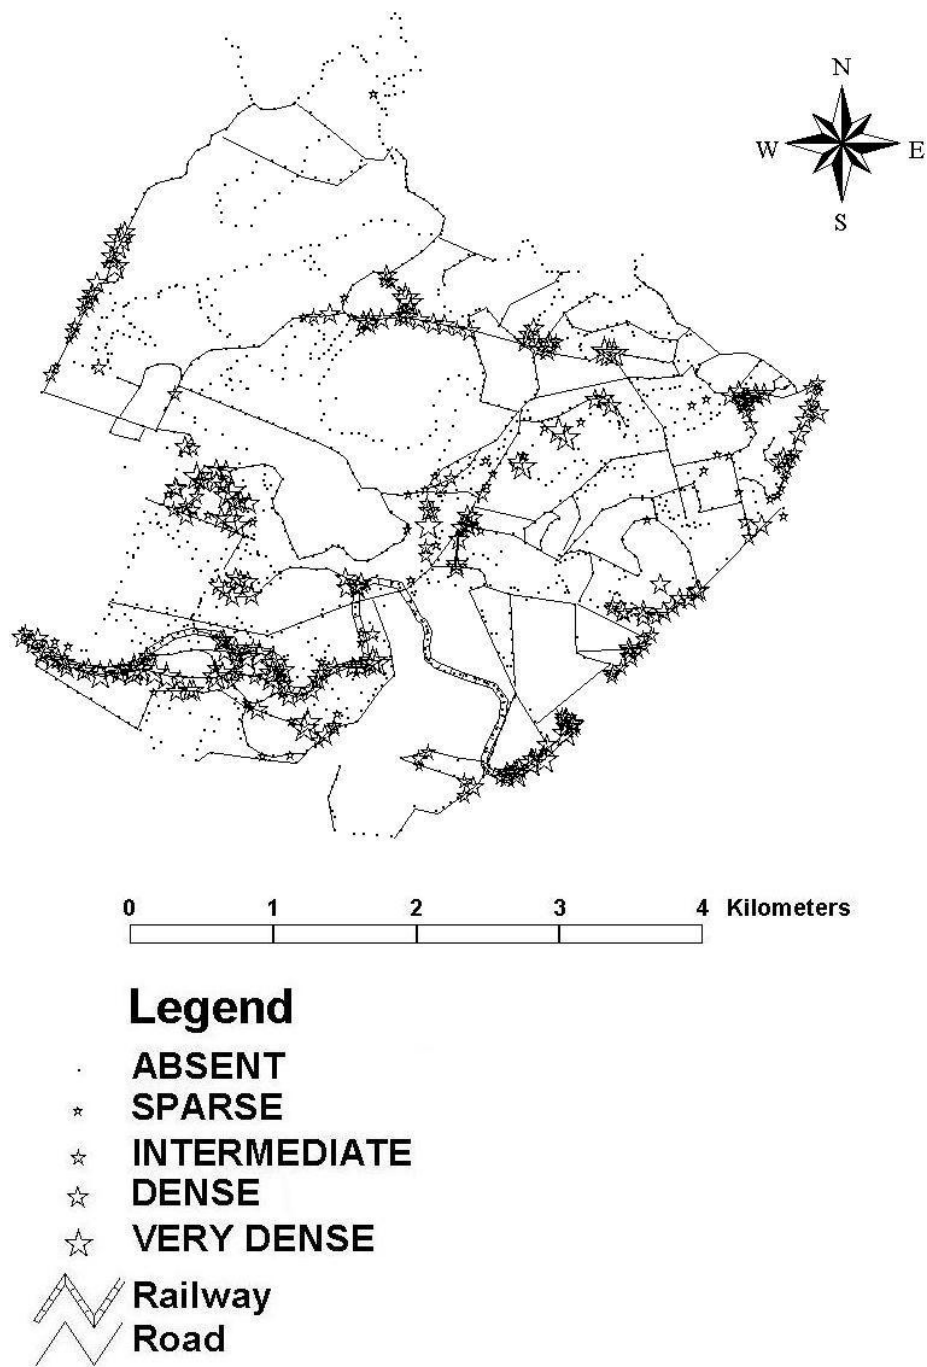 N
W E
S
0 1 2 3 4 Kilometers
Legend
ABSENT
SPARSE
INTERMEDIATE
DENSE
VERY DENSE
Railway
Road